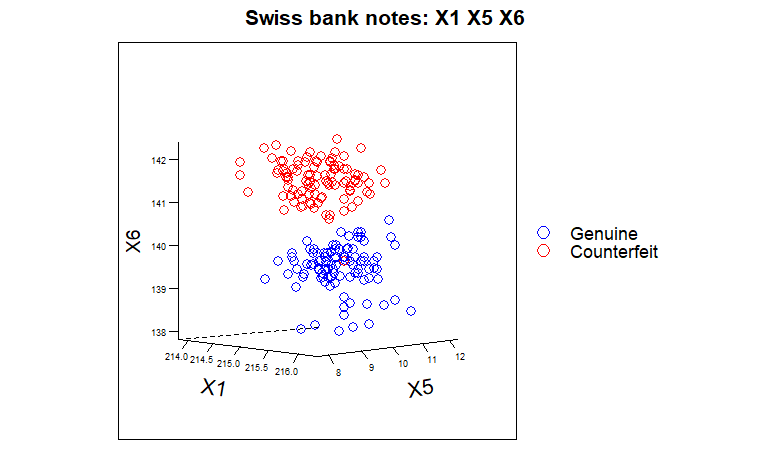 Swiss bank notes: X1 X5 X6
142
141
140
139
138
X6
214.0 214.5 215.0 215.5 216.0
8 9 10 11 12
X1
X5
Genuine
Counterfeit